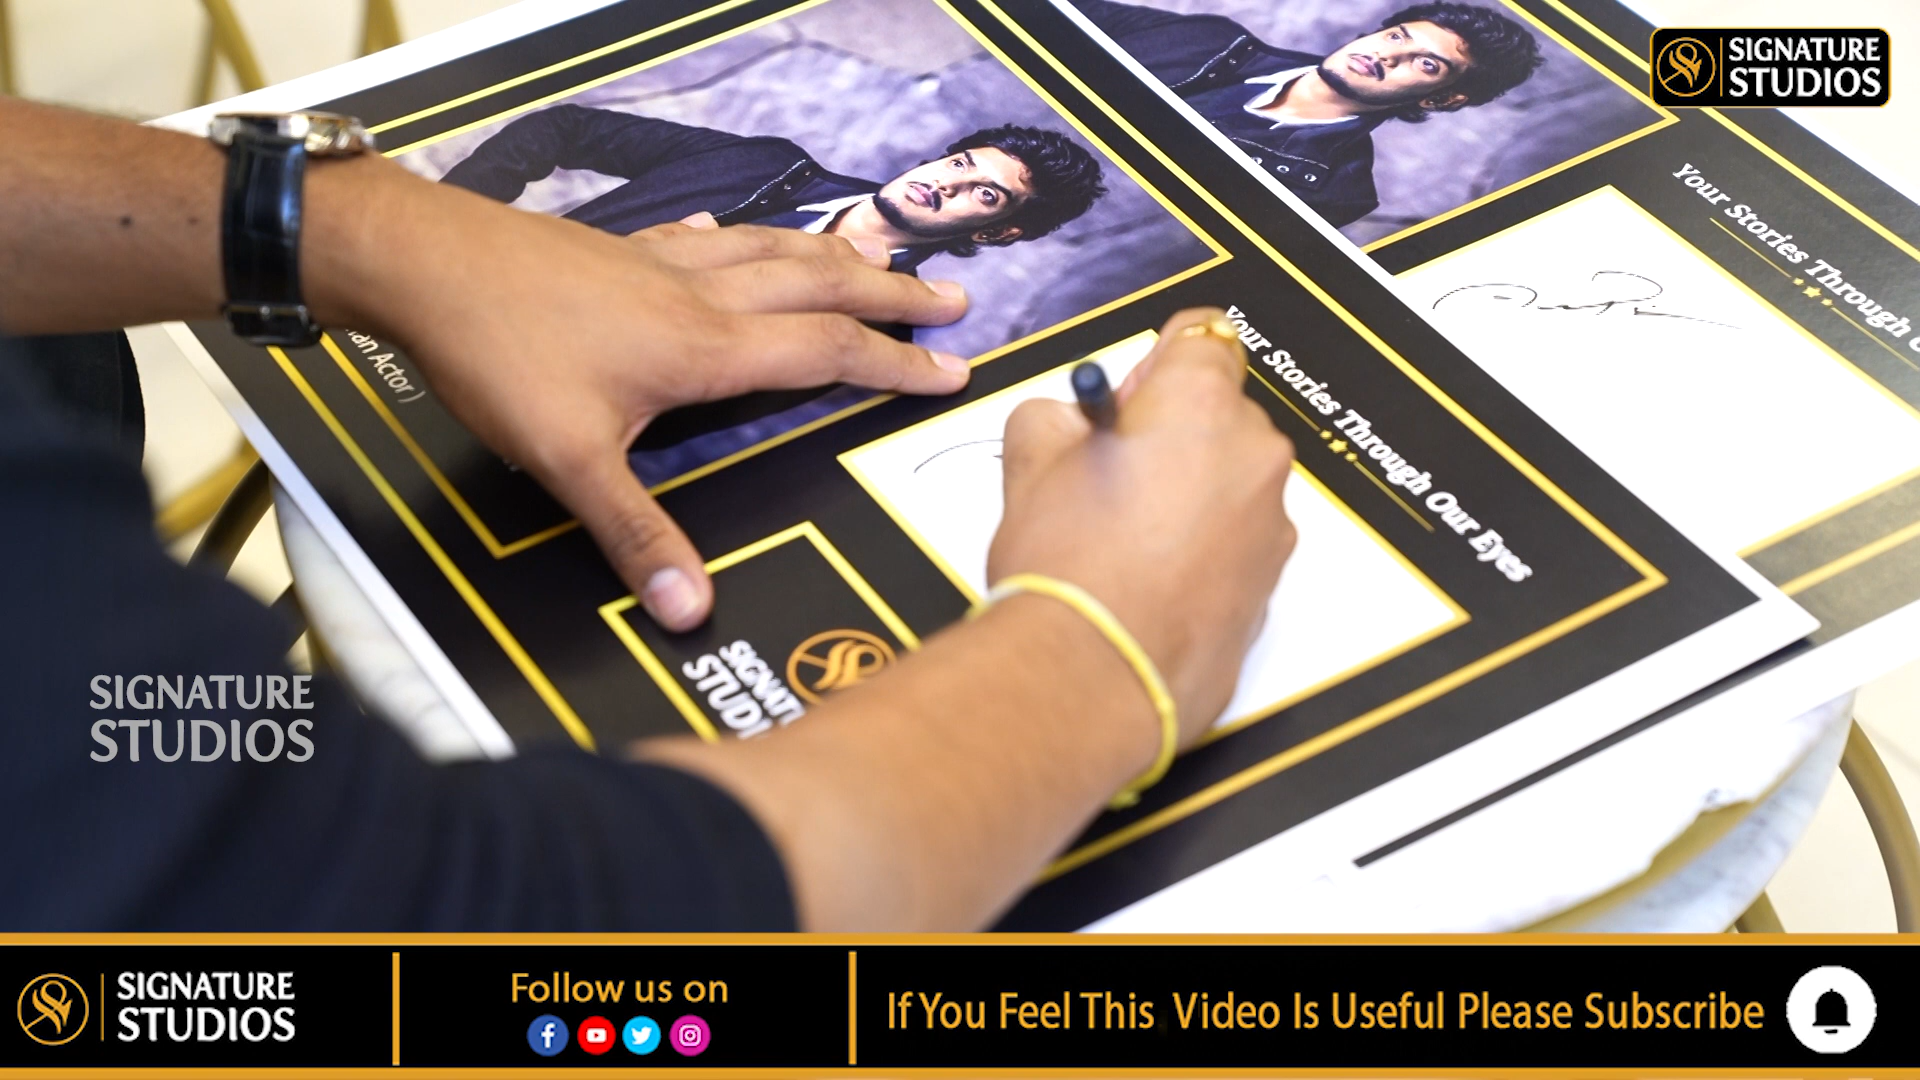 SIGNATURE
STUDIOS
Your Stories Through
Your Stories Through Our Eyes
Actor )
SIGNATURE
STUDIOS
SIGNATURE
STUDIOS
Follow us on
If You Feel This Video Is Useful Please Subscribe